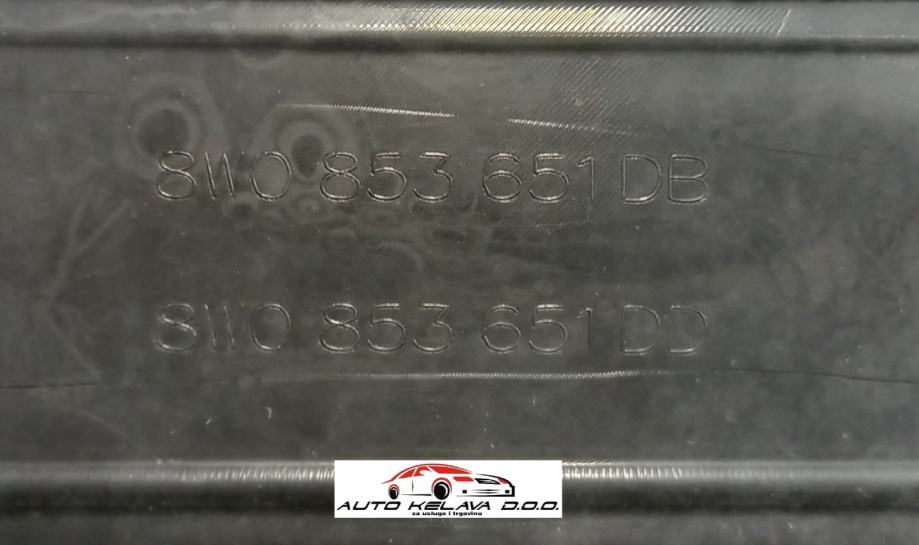 8W0 853 651 DB
8W0 853 651 DD
AUTO KELAVA D.O.O.
za usluge i trgovinu